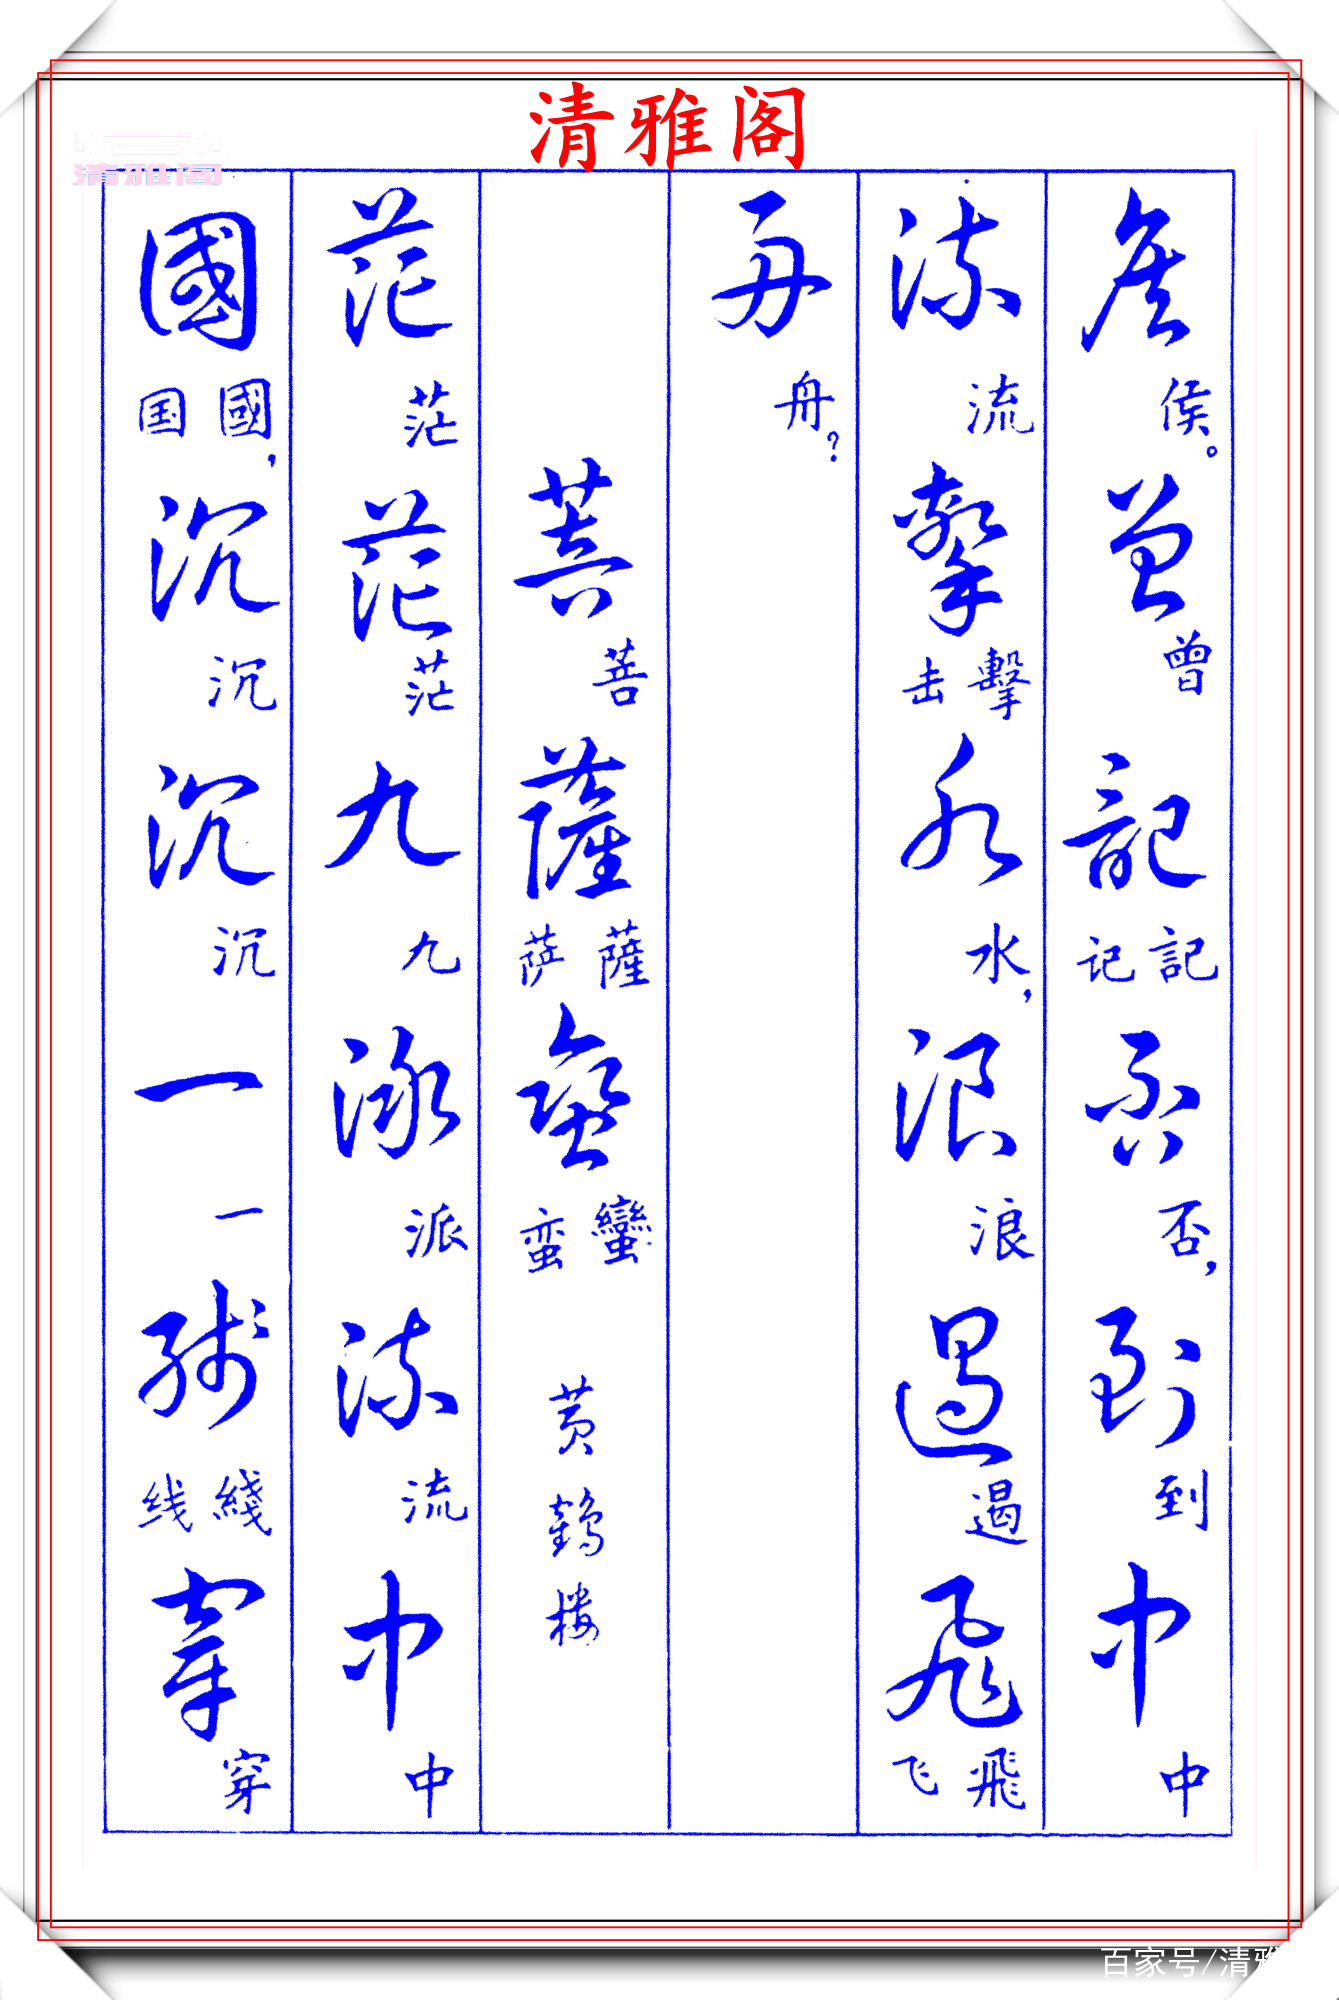 清雅阁
清雅阁
侯 侯。 曾 曾 記 记 記 否 否, 到 到 中 中
流 流 擊 击 擊 水 水, 浪 浪 遏 遏 飛 飞 飛
舟 舟?
菩 菩 薩 萨 薩 蠻 蛮 蠻 黄鹤楼
茫 茫 茫 茫 九 九 派 派 流 流 中 中
國 国 國, 沉 沉 沉 沉 一 一 綫 线 綫 穿 穿
百家号/清雅